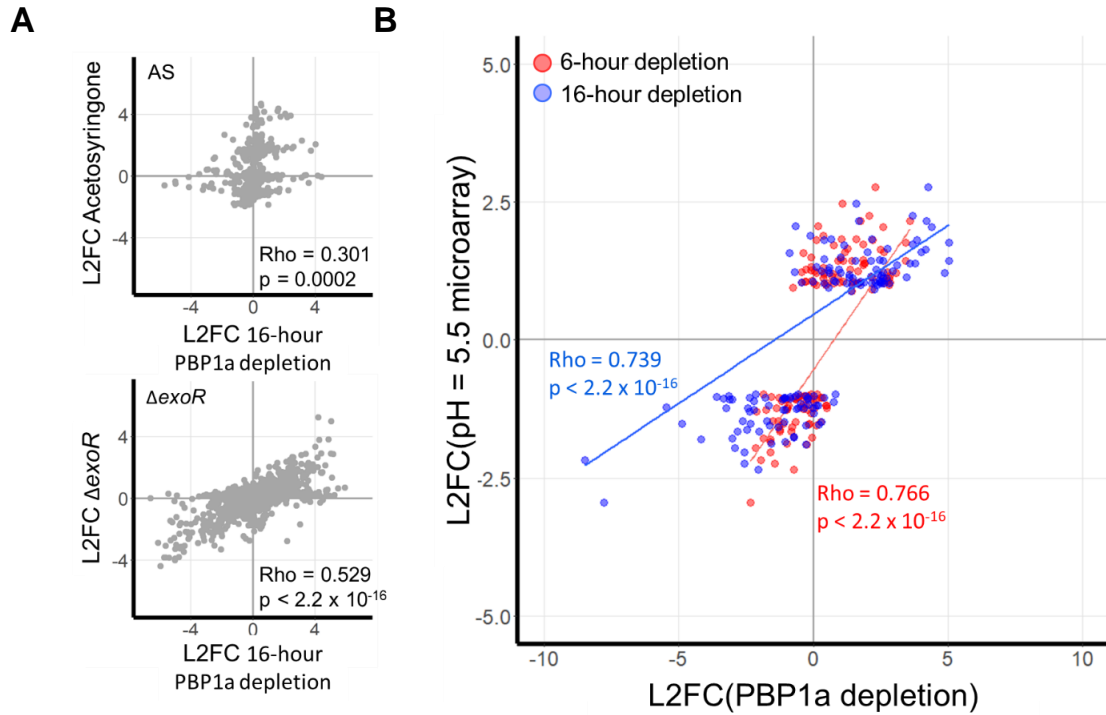 A
AS
L2FC Acetosyringone
4
0
-4
Rho = 0.301
p = 0.0002
-4 0 4
L2FC 16-hour
PBP1a depletion
ΔexoR
L2FC ΔexoR
4
0
-4
Rho = 0.529
p < 2.2 x 10⁻¹⁶
-4 0 4
L2FC 16-hour
PBP1a depletion
B
6-hour depletion
16-hour depletion
L2FC(pH = 5.5 microarray)
5.0
2.5
0.0
-2.5
-5.0
Rho = 0.739
p < 2.2 x 10⁻¹⁶
Rho = 0.766
p < 2.2 x 10⁻¹⁶
-10 -5 0 5 10
L2FC(PBP1a depletion)